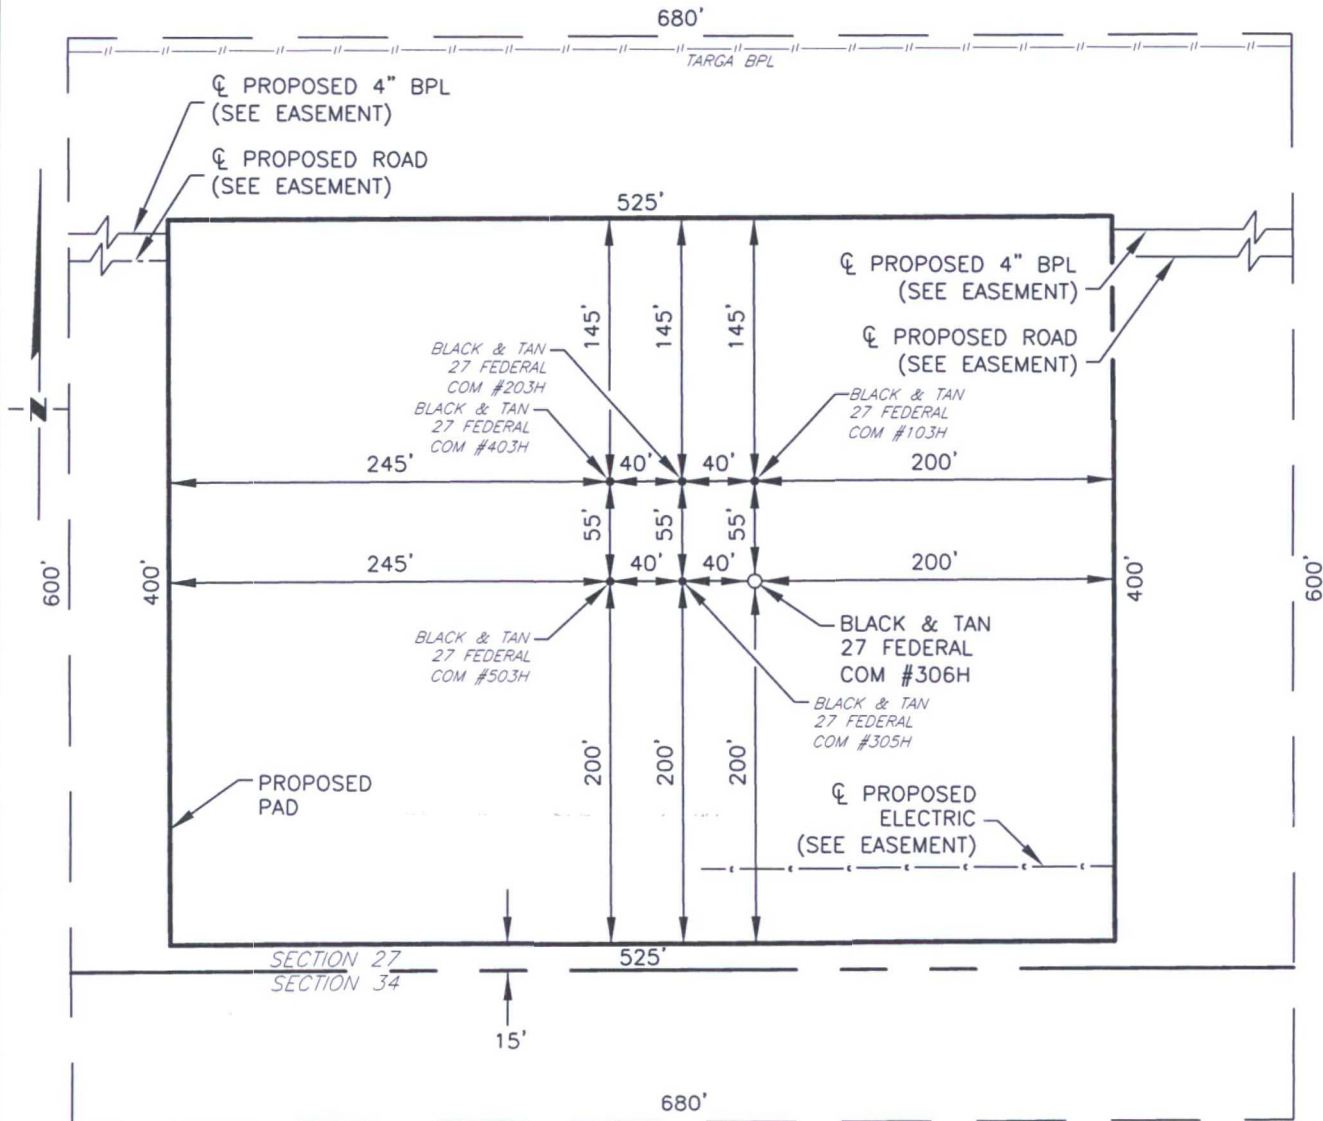 680'
TARGA BPL
℄ PROPOSED 4" BPL
(SEE EASEMENT)
℄ PROPOSED ROAD
(SEE EASEMENT)
525'
℄ PROPOSED 4" BPL
(SEE EASEMENT)
℄ PROPOSED ROAD
(SEE EASEMENT)
145'
145'
145'
BLACK & TAN
27 FEDERAL
COM #203H
BLACK & TAN
27 FEDERAL
COM #403H
BLACK & TAN
27 FEDERAL
COM #103H
N
245'
40'
40'
200'
55'
55'
55'
245'
40'
40'
200'
600'
400'
400'
600'
BLACK & TAN
27 FEDERAL
COM #503H
BLACK & TAN
27 FEDERAL
COM #306H
BLACK & TAN
27 FEDERAL
COM #305H
200'
200'
200'
PROPOSED
PAD
℄ PROPOSED
ELECTRIC
(SEE EASEMENT)
SECTION 27
SECTION 34
525'
15'
680'